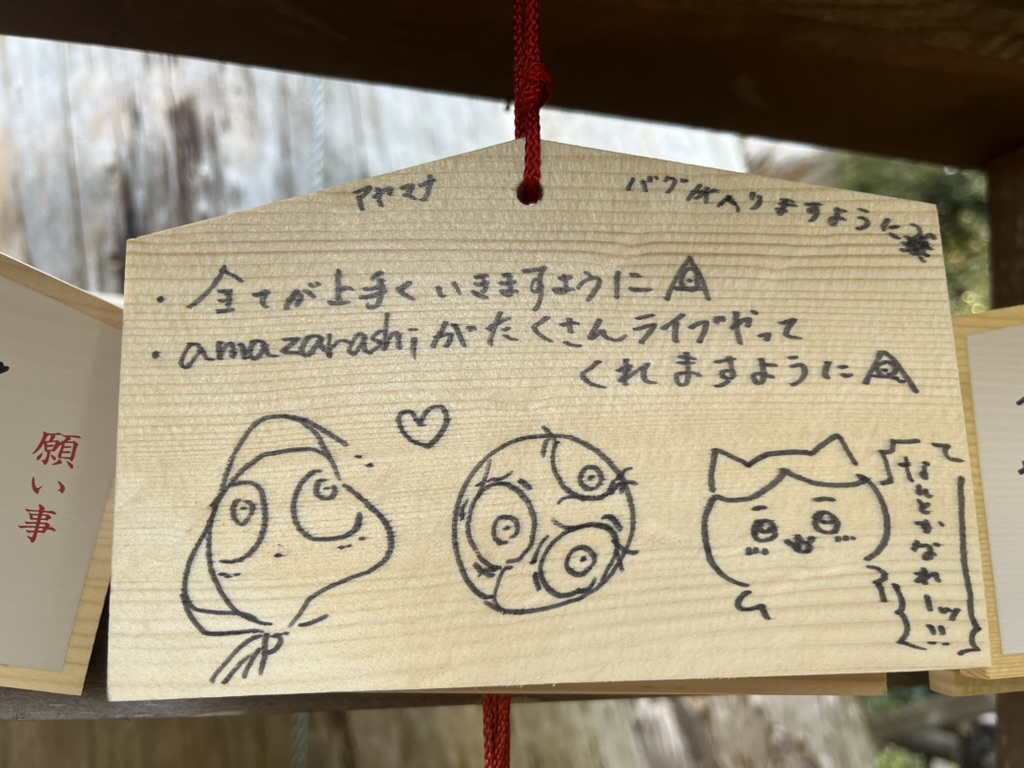 アヤマナ
バグが入りますように
・全てが上手くいきますように
・amazarashiがたくさんライブやって
くれますように
て
なんとかなれーッ!!
願い事